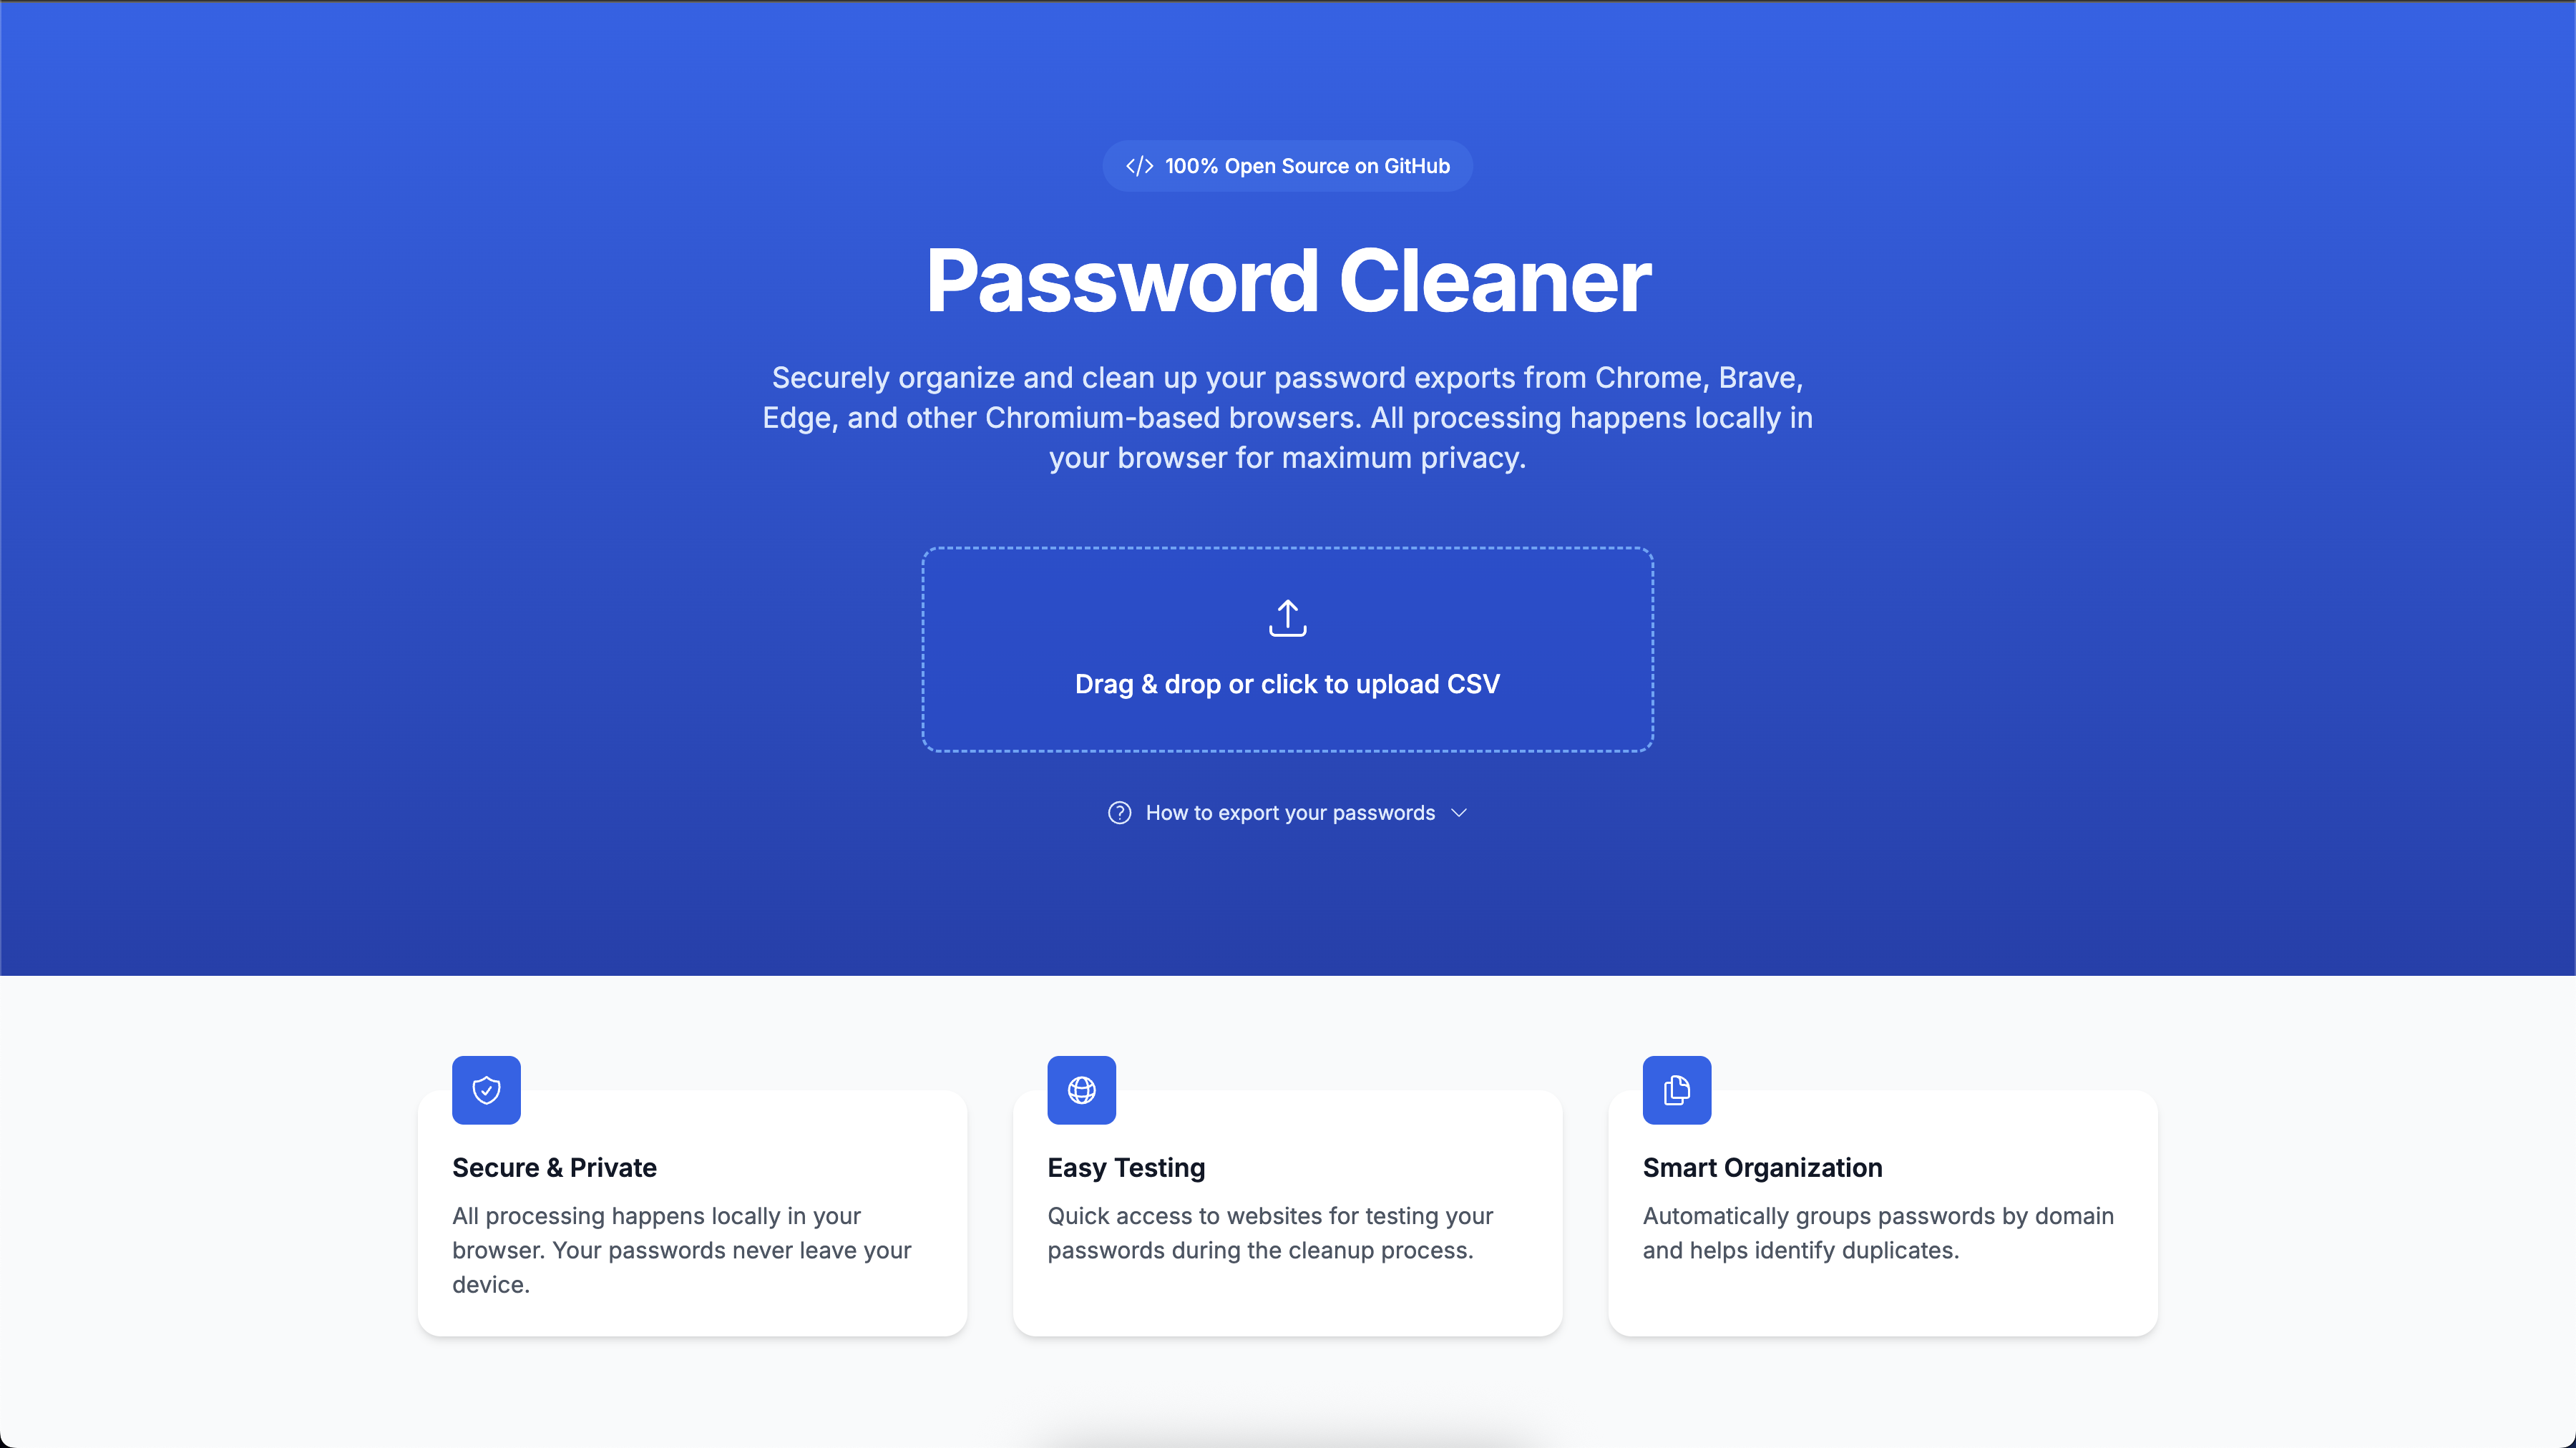 100% Open Source on GitHub
Password Cleaner
Securely organize and clean up your password exports from Chrome, Brave,
Edge, and other Chromium-based browsers. All processing happens locally in
your browser for maximum privacy.
Drag & drop or click to upload CSV
How to export your passwords
Secure & Private
All processing happens locally in your
browser. Your passwords never leave your
device.
Easy Testing
Quick access to websites for testing your
passwords during the cleanup process.
Smart Organization
Automatically groups passwords by domain
and helps identify duplicates.